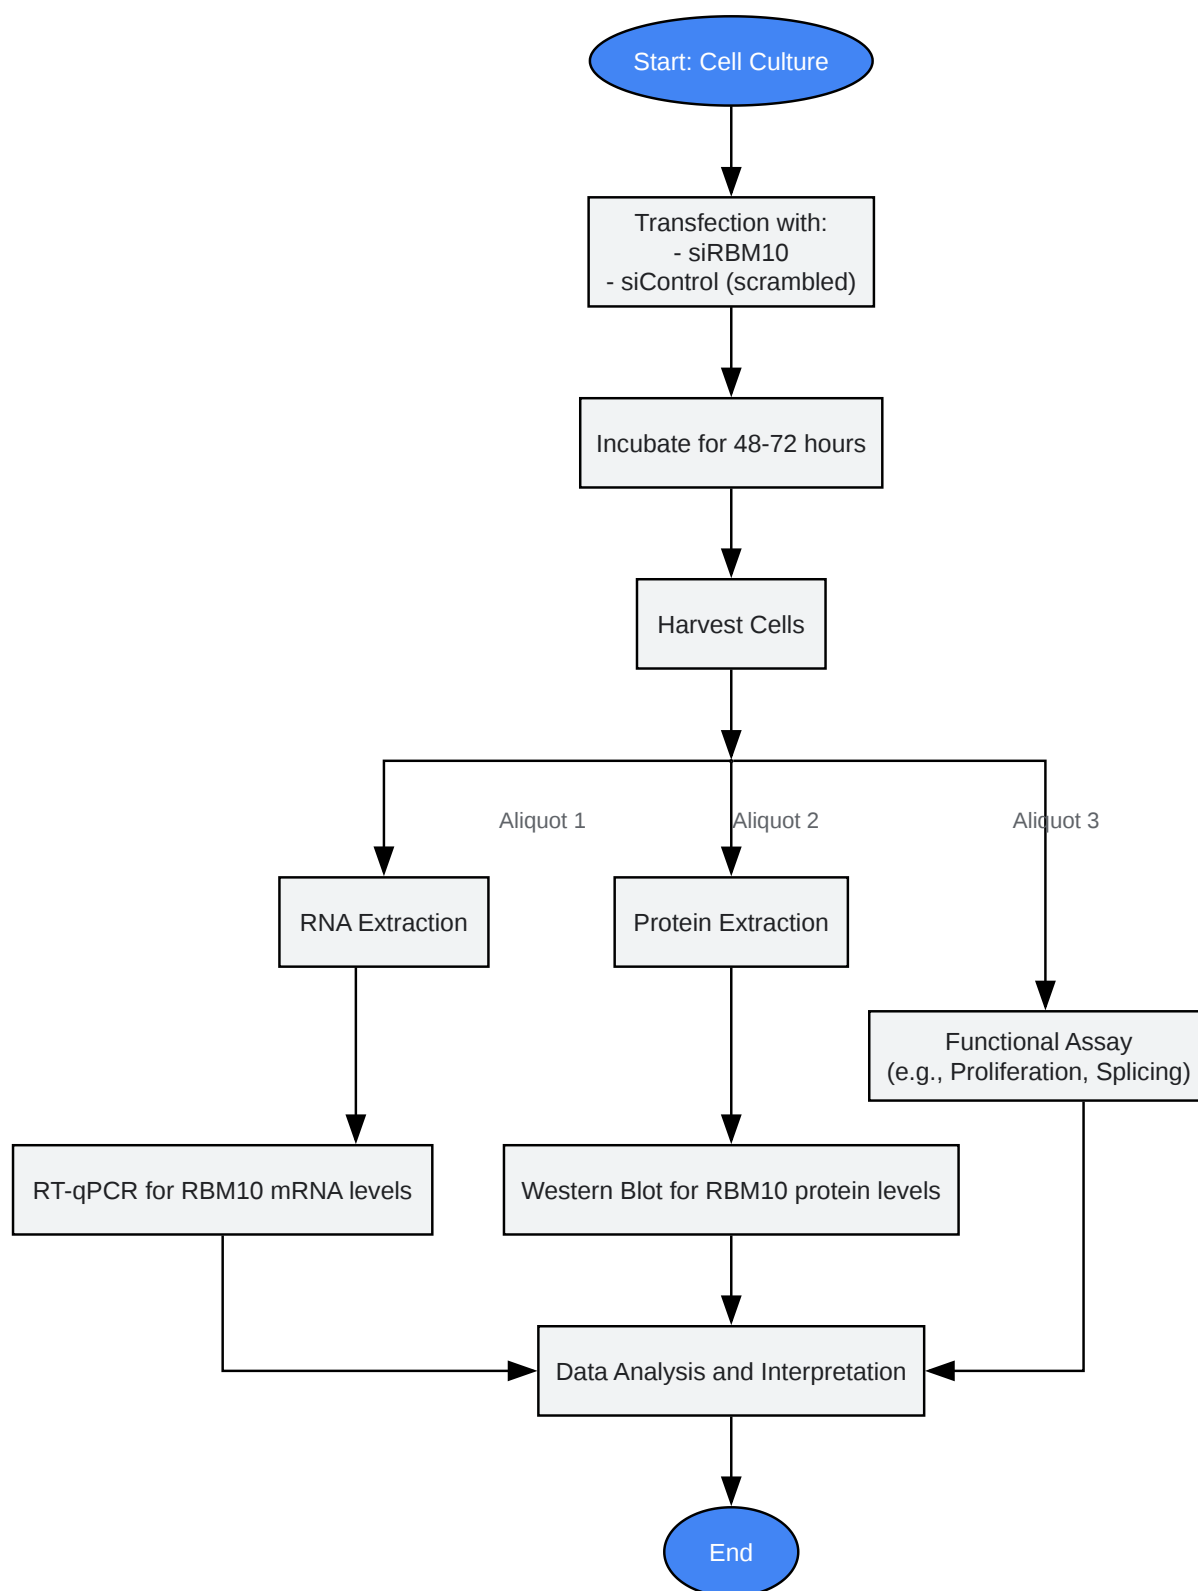 Start: Cell Culture
Transfection with:
- siRBM10
- siControl (scrambled)
Incubate for 48-72 hours
Harvest Cells
Aliquot 1
Aliquot 2
Aliquot 3
RNA Extraction
Protein Extraction
Functional Assay
(e.g., Proliferation, Splicing)
RT-qPCR for RBM10 mRNA levels
Western Blot for RBM10 protein levels
Data Analysis and Interpretation
End